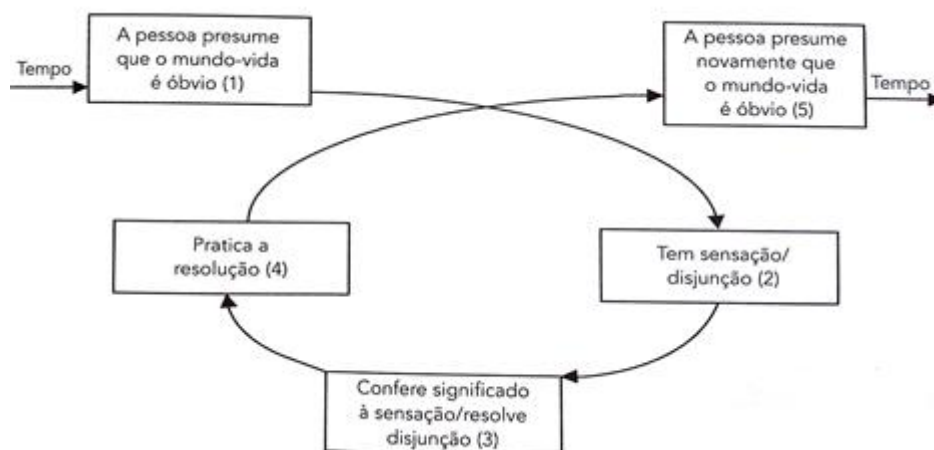 Tempo
A pessoa presume
que o mundo-vida
é óbvio (1)
A pessoa presume
novamente que
o mundo-vida
é óbvio (5)
Tempo
Pratica a
resolução (4)
Tem sensação/
disjunção (2)
Confere significado
à sensação/resolve
disjunção (3)